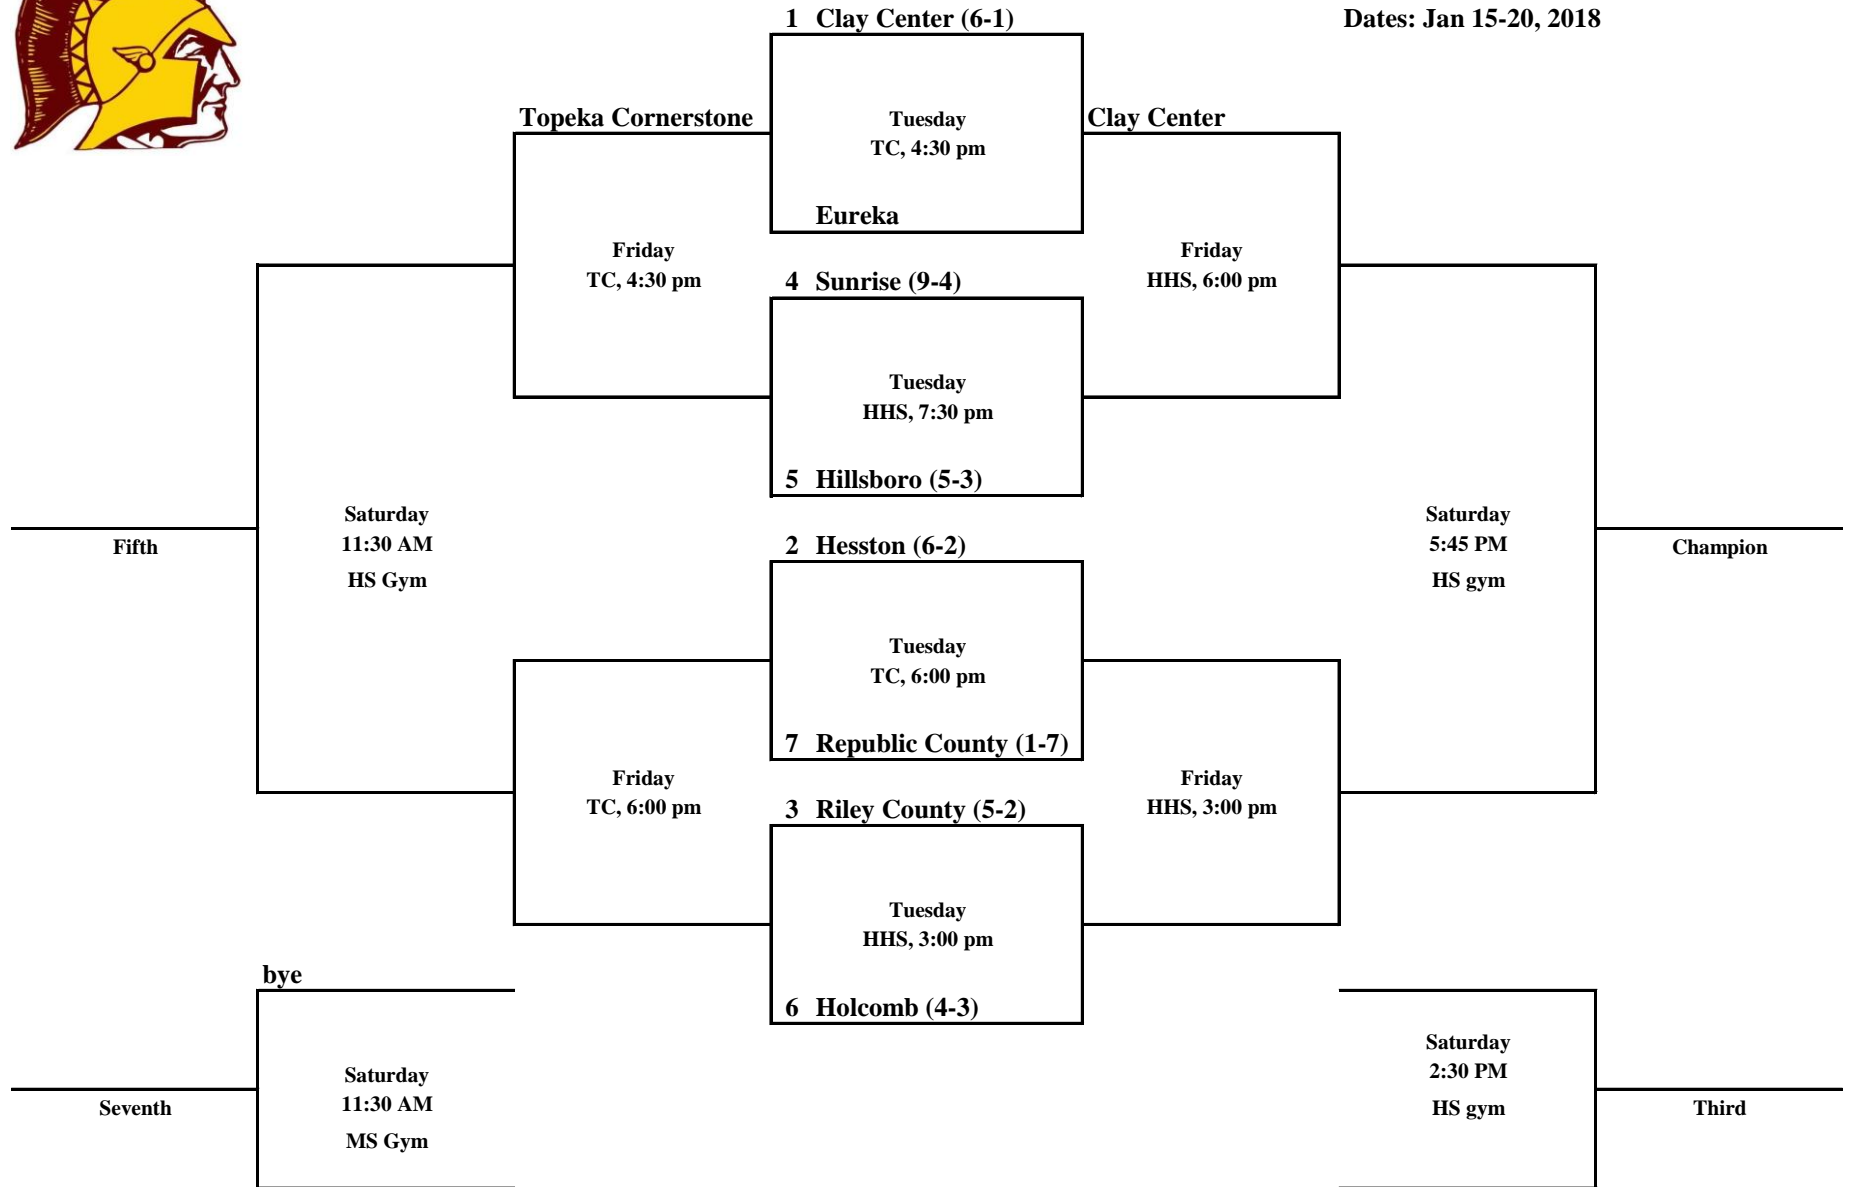 1 Clay Center (6-1)
Dates: Jan 15-20, 2018
Topeka Cornerstone
Tuesday
TC, 4:30 pm
Clay Center
Eureka
Friday
TC, 4:30 pm
Friday
HHS, 6:00 pm
4 Sunrise (9-4)
Tuesday
HHS, 7:30 pm
5 Hillsboro (5-3)
Saturday
11:30 AM
HS Gym
Fifth
Saturday
5:45 PM
HS gym
Champion
2 Hesston (6-2)
Tuesday
TC, 6:00 pm
7 Republic County (1-7)
Friday
TC, 6:00 pm
Friday
HHS, 3:00 pm
3 Riley County (5-2)
Tuesday
HHS, 3:00 pm
6 Holcomb (4-3)
bye
Saturday
11:30 AM
MS Gym
Seventh
Saturday
2:30 PM
HS gym
Third